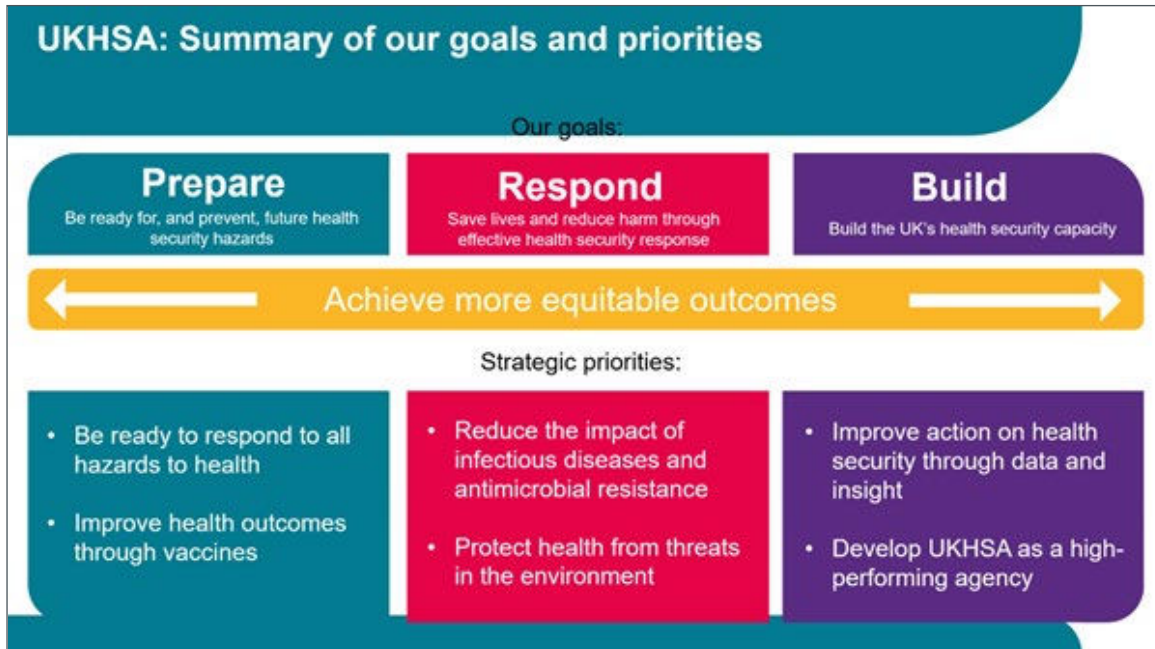 UKHSA: Summary of our goals and priorities
Our goals:
Prepare
Be ready for, and prevent, future health
security hazards
Respond
Save lives and reduce harm through
effective health security response
Build
Build the UK's health security capacity
Achieve more equitable outcomes
Strategic priorities:
• Be ready to respond to all
hazards to health
• Improve health outcomes
through vaccines
• Reduce the impact of
infectious diseases and
antimicrobial resistance
• Protect health from threats
in the environment
• Improve action on health
security through data and
insight
• Develop UKHSA as a high-
performing agency